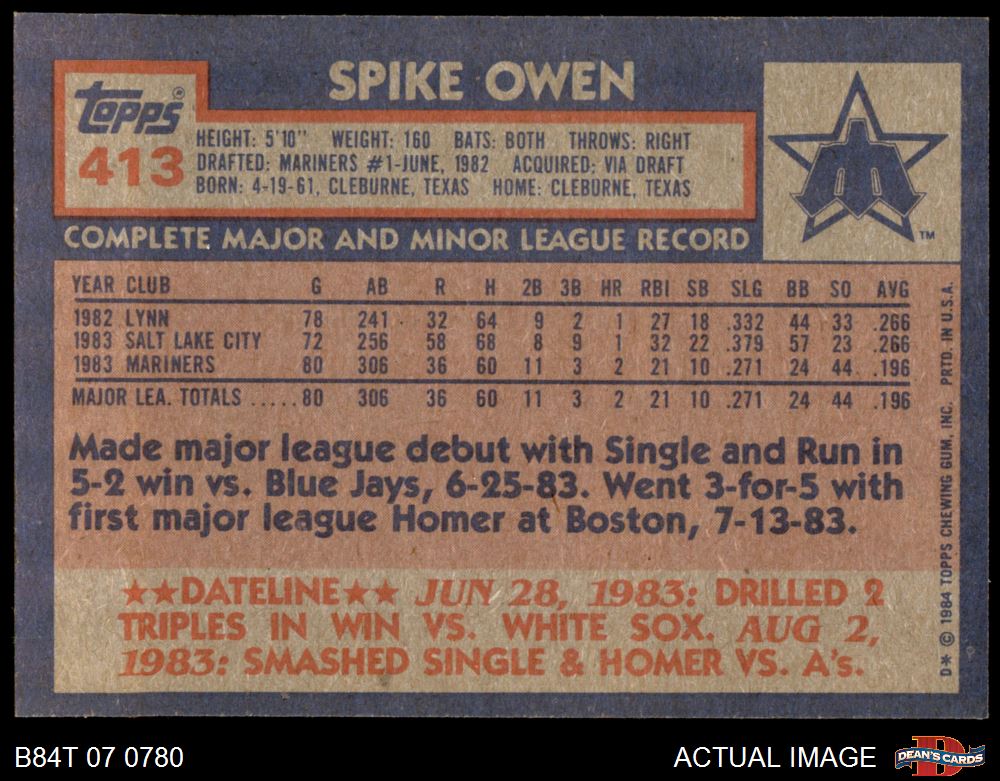 SPIKE OWEN
Topps®
413
HEIGHT: 5'10" WEIGHT: 160 BATS: BOTH THROWS: RIGHT
DRAFTED: MARINERS #1-JUNE, 1982 ACQUIRED: VIA DRAFT
BORN: 4-19-61, CLEBURNE, TEXAS HOME: CLEBURNE, TEXAS
TM
COMPLETE MAJOR AND MINOR LEAGUE RECORD
YEAR CLUB G AB R H 2B 3B HR RBI SB SLG BB SO AVG
1982 LYNN 78 241 32 64 9 2 1 27 18 .332 44 33 .266
1983 SALT LAKE CITY 72 256 58 68 8 9 1 32 22 .379 57 23 .266
1983 MARINERS 80 306 36 60 11 3 2 21 10 .271 24 44 .196
MAJOR LEA. TOTALS .....80 306 36 60 11 3 2 21 10 .271 24 44 .196
Made major league debut with Single and Run in
5-2 win vs. Blue Jays, 6-25-83. Went 3-for-5 with
first major league Homer at Boston, 7-13-83.
★★DATELINE★★ JUN 28, 1983: DRILLED 2
TRIPLES IN WIN VS. WHITE SOX. AUG 2,
1983: SMASHED SINGLE & HOMER VS. A's.
D* © 1984 TOPPS CHEWING GUM, INC. PRTD. IN U.S.A.
B84T 07 0780
ACTUAL IMAGE
D
DEAN'S CARDS